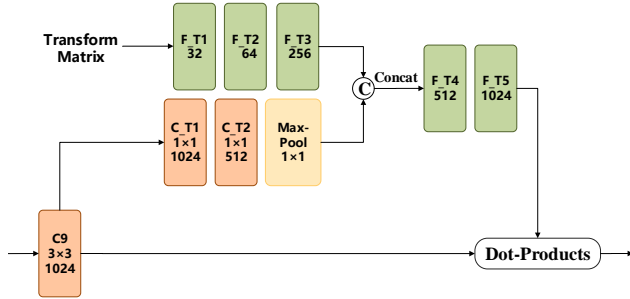 Transform
Matrix
F_T1
32
F_T2
64
F_T3
256
C
Concat
F_T4
512
F_T5
1024
C_T1
1×1
1024
C_T2
1×1
512
Max-
Pool
1×1
C9
3×3
1024
Dot-Products